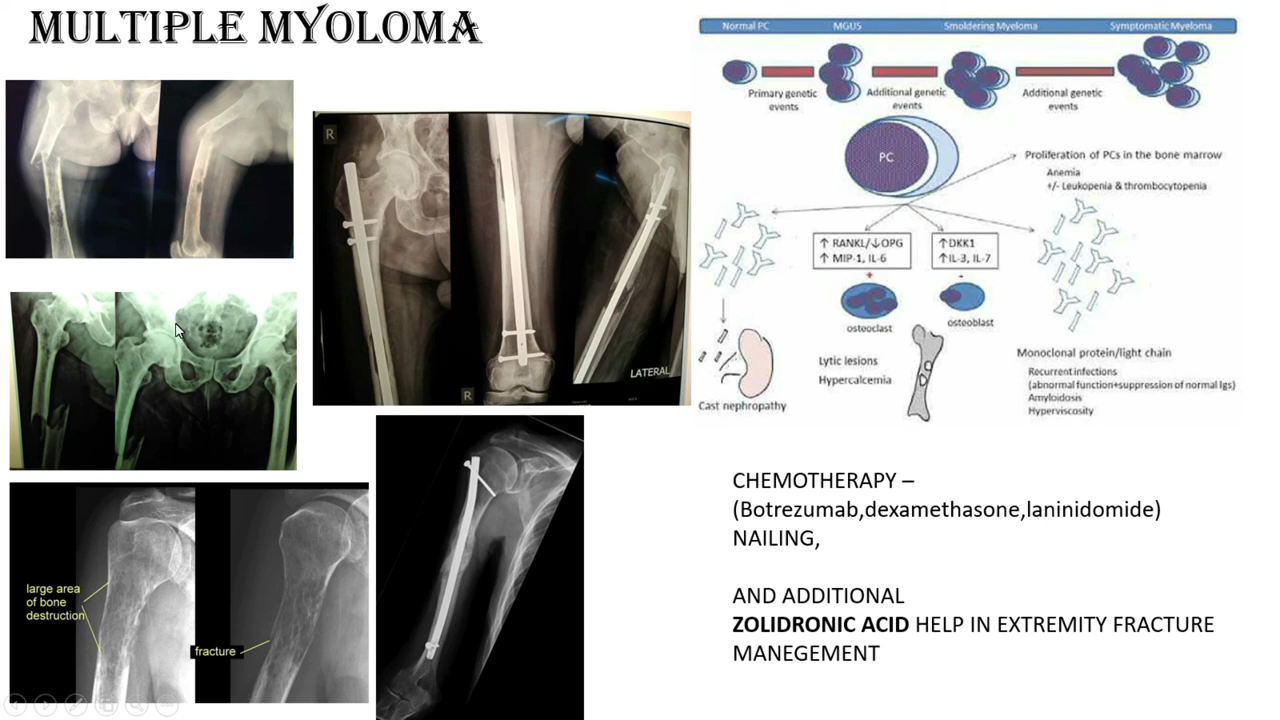 MULTIPLE MYOLOMA
large area
of bone
destruction
fracture
R
R
LATERAL
Normal PC MGUS Smoldering Myeloma Symptomatic Myeloma
Primary genetic
events
Additional genetic
events
Additional genetic
events
PC
Proliferation of PCs in the bone marrow
Anemia
+/- Leukopenia & thrombocytopenia
↑ RANKL/↓OPG
↑ MIP-1, IL-6
↑DKK1
↑IL-3, IL-7
+
-
osteoclast
osteoblast
Lytic lesions
Hypercalcemia
Cast nephropathy
Monoclonal protein/light chain
Recurrent infections
(abnormal function+suppression of normal Igs)
Amyloidosis
Hyperviscosity
CHEMOTHERAPY –
(Botrezumab,dexamethasone,laninidomide)
NAILING,
AND ADDITIONAL
ZOLIDRONIC ACID HELP IN EXTREMITY FRACTURE
MANEGEMENT